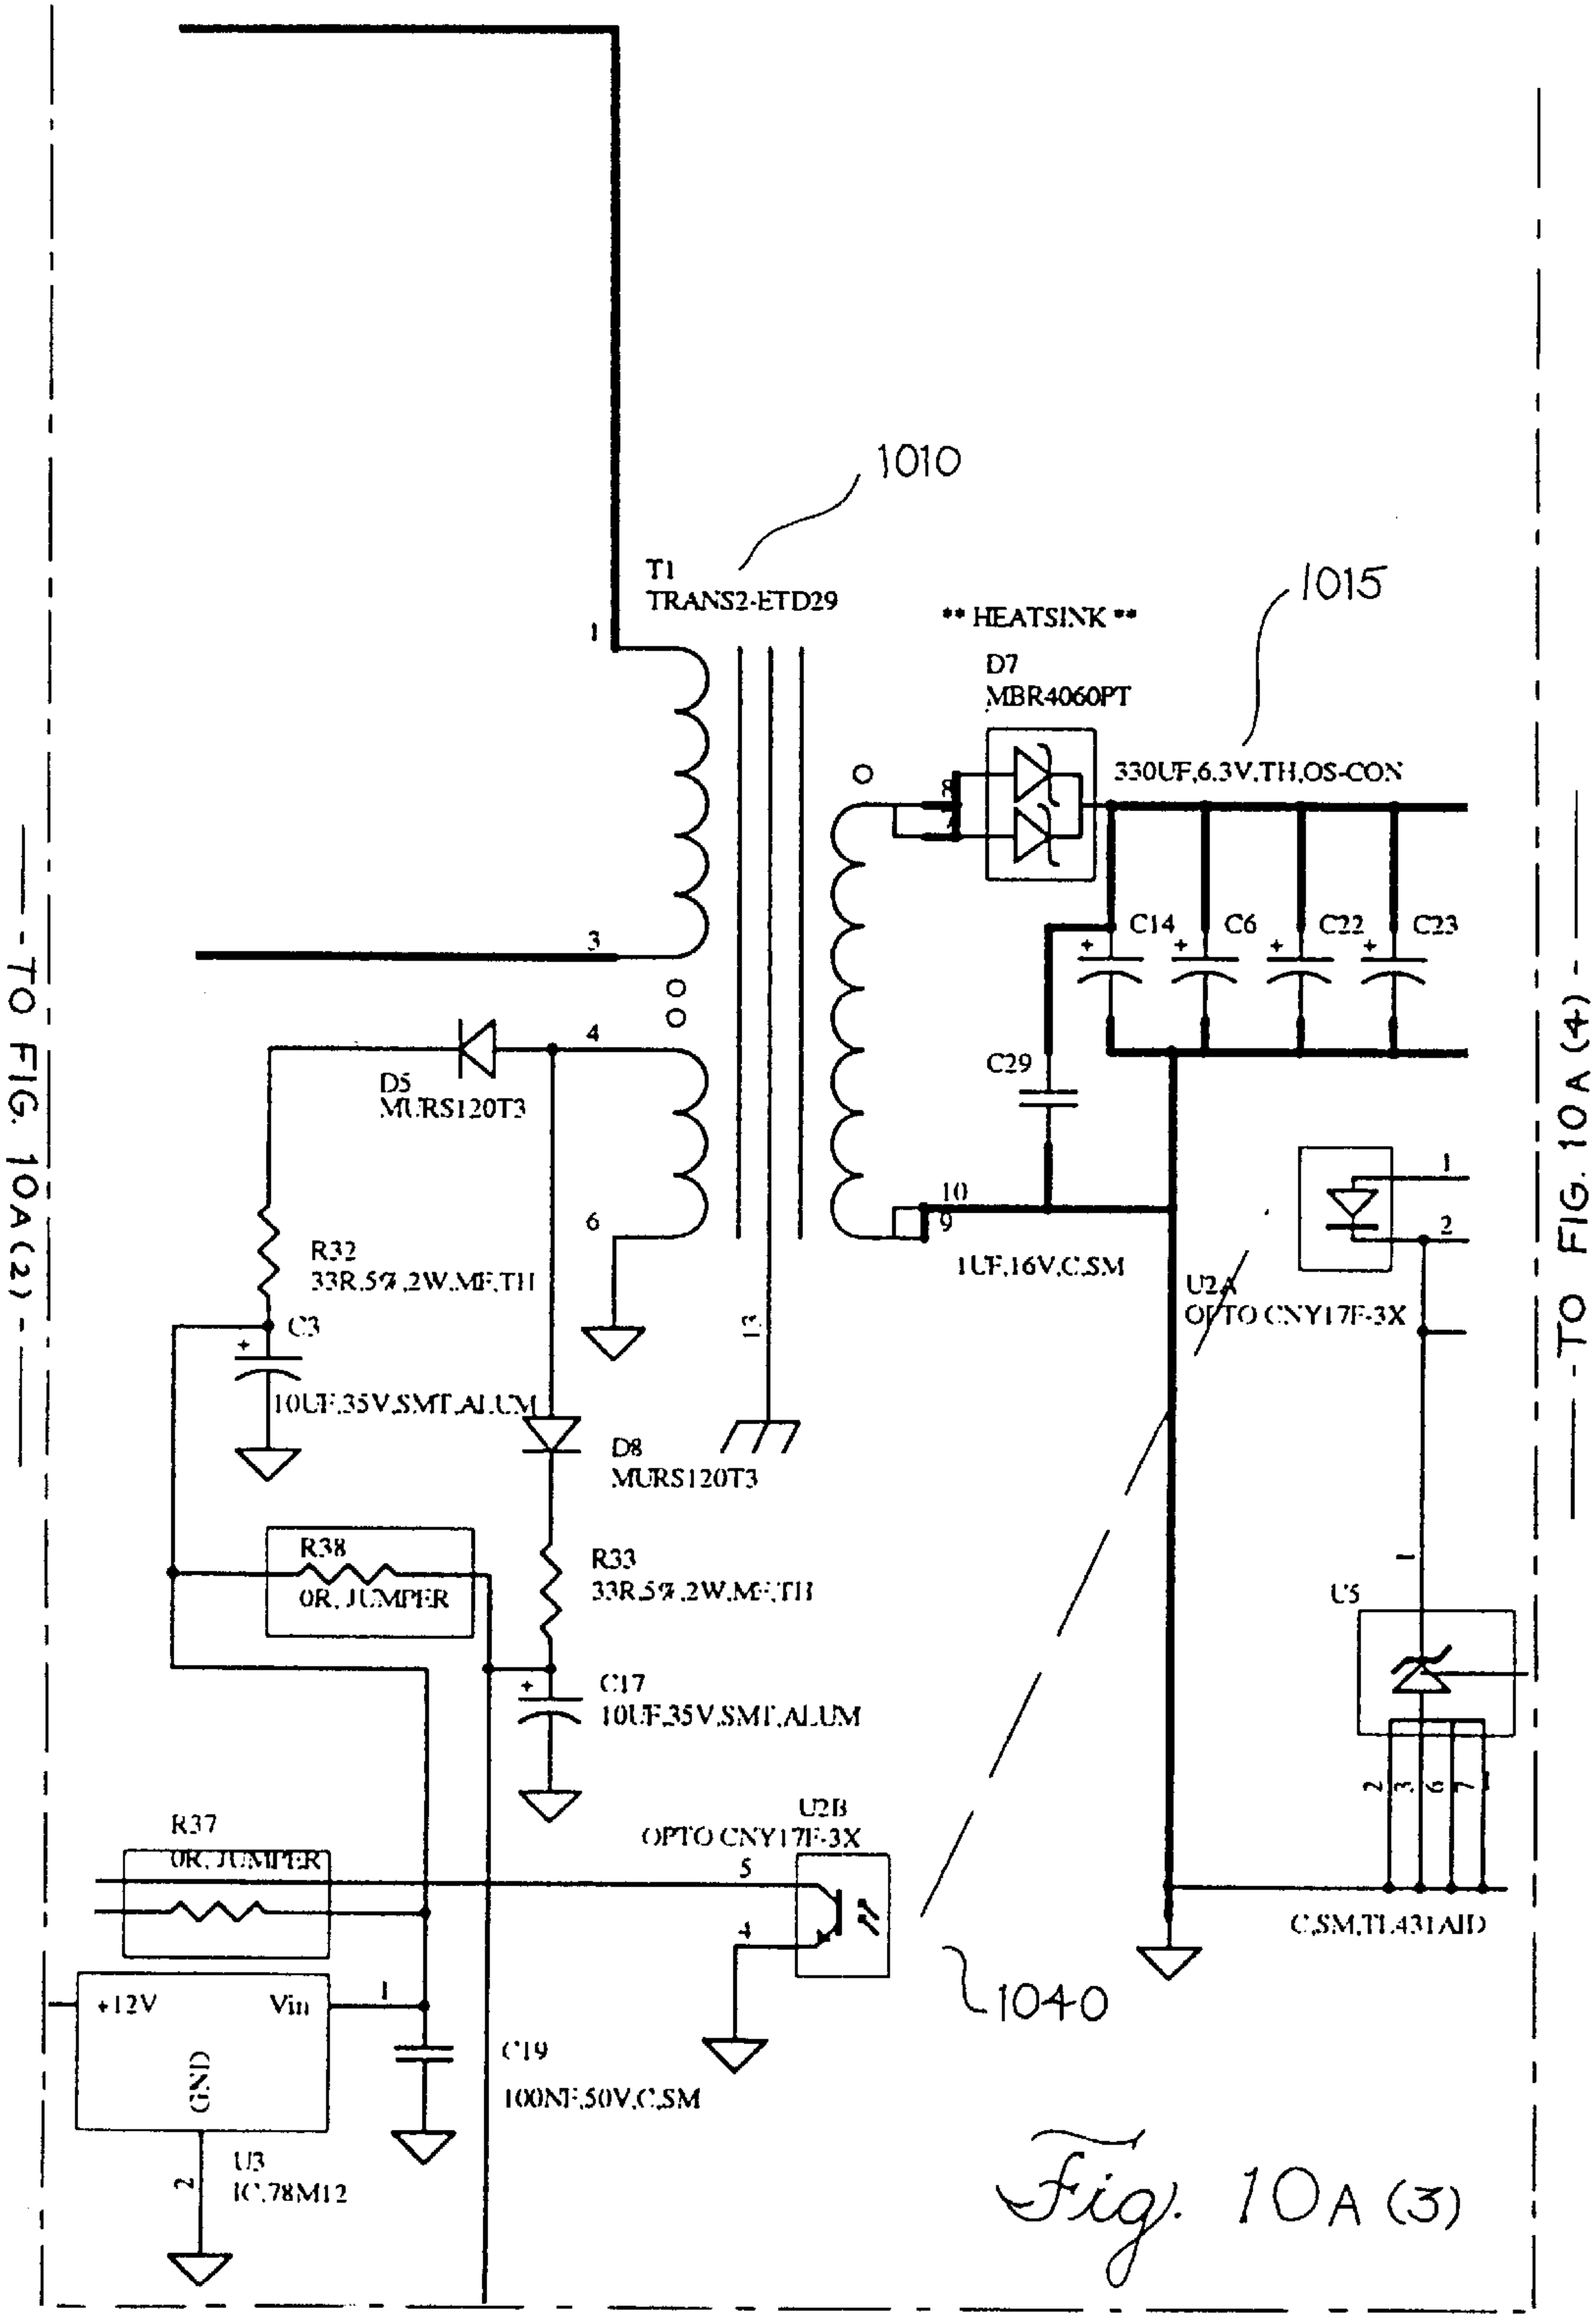 1010
T1
TRANS2-ETD29
1
** HEATSINK **
1015
D7
MBR4060PT
8
7
330UF,6.3V,TH,OS-CON
C14
C6
C22
C23
+
+
+
+
3
4
D5
MURS120T3
C29
6
10
9
1UF,16V,C,SM
1
2
U2A
OPTO CNY17F-3X
R32
33R,5%,2W,MF,TH
C3
+
10UF,35V,SMT,ALUM
13
D8
MURS120T3
R38
0R, JUMPER
R33
33R,5%,2W,MF,TH
1
U5
+
C17
10UF,35V,SMT,ALUM
2
3
6
7
R37
0R, JUMPER
U2B
OPTO CNY17F-3X
5
4
C,SM,TL431AID
1040
+12V
Vin
GND
1
C19
100NF,50V,C,SM
2
U3
IC,78M12
- TO FIG. 10A(2) -
- TO FIG. 10A(4) -
Fig. 10A(3)